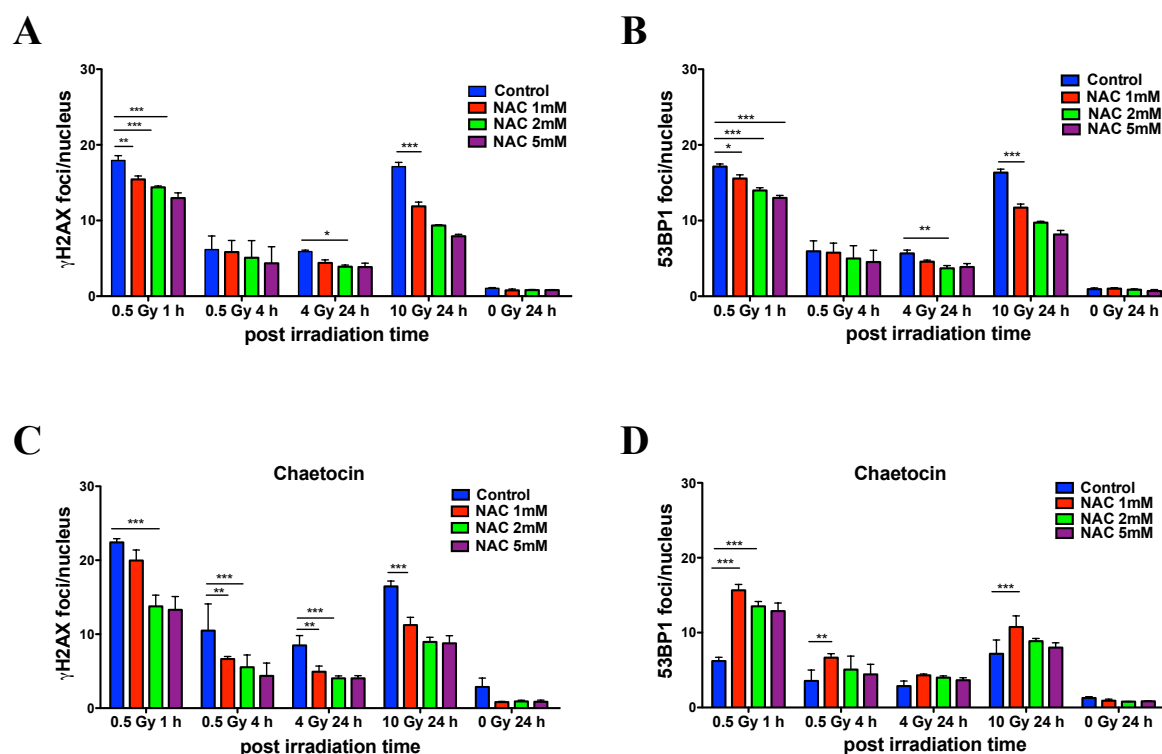 A
γH2AX foci/nucleus
30
20
10
0
***
***
**
*
***
Control
NAC 1mM
NAC 2mM
NAC 5mM
0.5 Gy 1 h
0.5 Gy 4 h
4 Gy 24 h
10 Gy 24 h
0 Gy 24 h
post irradiation time
B
53BP1 foci/nucleus
30
20
10
0
***
***
*
**
***
Control
NAC 1mM
NAC 2mM
NAC 5mM
0.5 Gy 1 h
0.5 Gy 4 h
4 Gy 24 h
10 Gy 24 h
0 Gy 24 h
post irradiation time
C
Chaetocin
γH2AX foci/nucleus
30
20
10
0
***
***
**
***
**
***
Control
NAC 1mM
NAC 2mM
NAC 5mM
0.5 Gy 1 h
0.5 Gy 4 h
4 Gy 24 h
10 Gy 24 h
0 Gy 24 h
post irradiation time
D
Chaetocin
53BP1 foci/nucleus
30
20
10
0
***
***
**
***
Control
NAC 1mM
NAC 2mM
NAC 5mM
0.5 Gy 1 h
0.5 Gy 4 h
4 Gy 24 h
10 Gy 24 h
0 Gy 24 h
post irradiation time